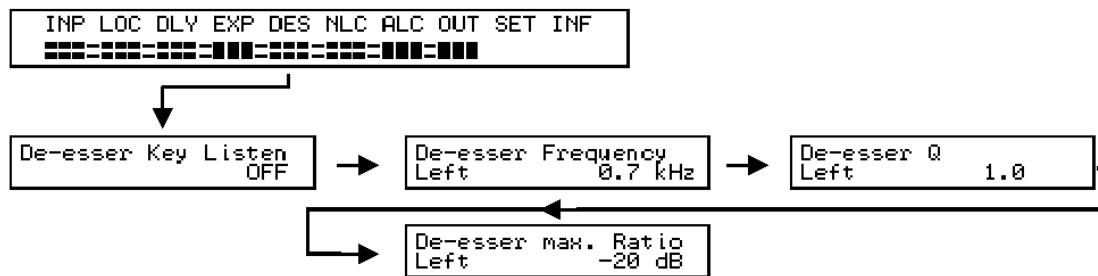 INP LOC DLY EXP DES NLC ALC OUT SET INF
De-esser Key Listen
OFF
De-esser Frequency
Left 0.7 kHz
De-esser Q
Left 1.0
De-esser max. Ratio
Left -20 dB